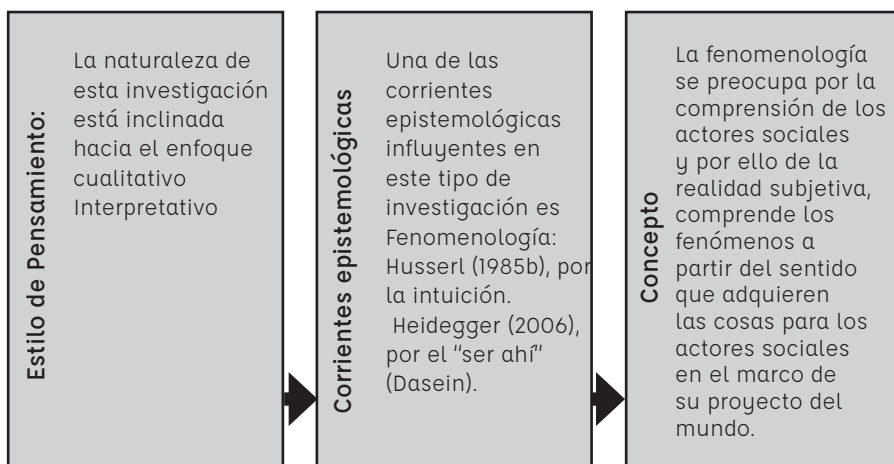 Estilo de Pensamiento:
La naturaleza de
esta investigación
está inclinada
hacia el enfoque
cualitativo
Interpretativo
Corrientes epistemológicas
Una de las
corrientes
epistemológicas
influyentes en
este tipo de
investigación es
Fenomenología:
Husserl (1985b), por
la intuición.
Heidegger (2006),
por el “ser ahí”
(Dasein).
Concepto
La fenomenología
se preocupa por la
comprensión de los
actores sociales
y por ello de la
realidad subjetiva,
comprende los
fenómenos a
partir del sentido
que adquieren
las cosas para los
actores sociales
en el marco de
su proyecto del
mundo.